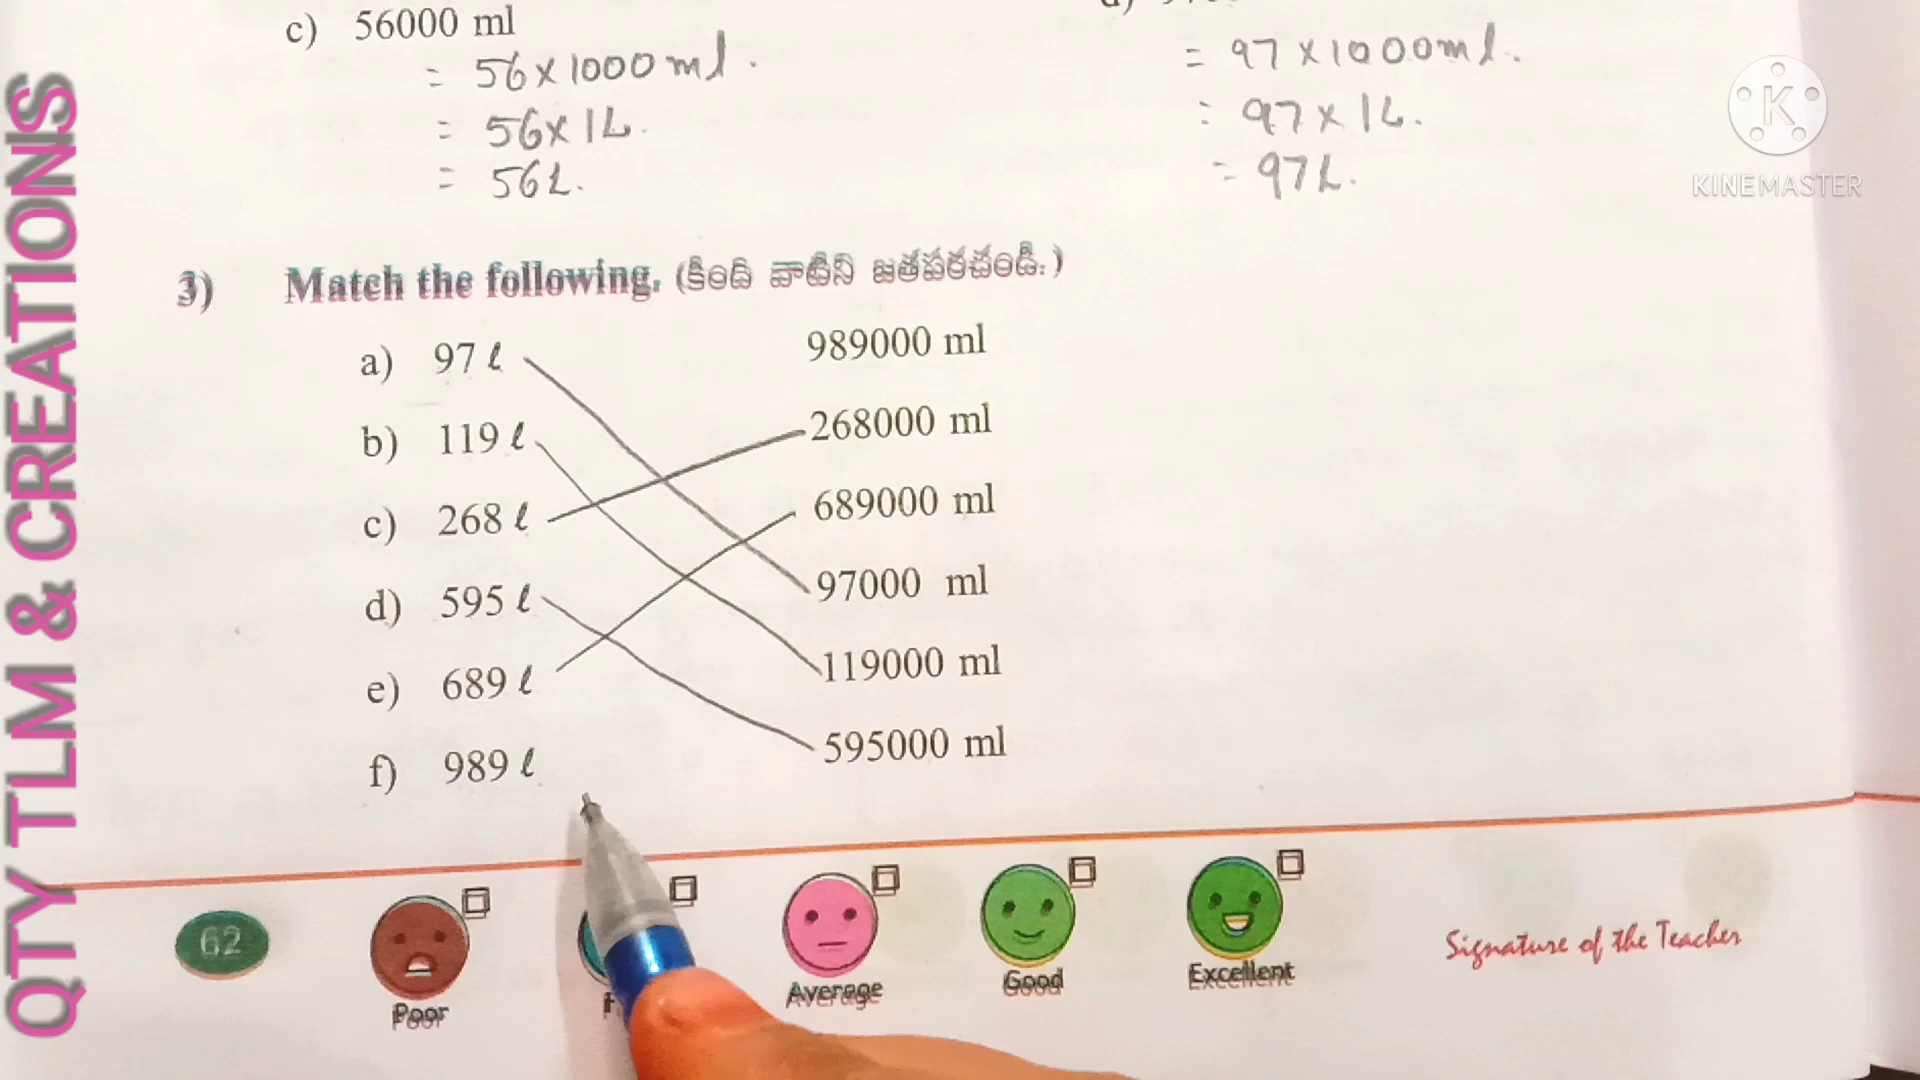 c) 56000 ml
= 56 x 1000 ml.
= 56 x 1L.
= 56L.
= 97 x 1000 ml.
= 97 x 1L.
= 97L.
3) Match the following. (కింది వాటిని జతపరచండి.)
a) 97 ℓ
b) 119 ℓ
c) 268 ℓ
d) 595 ℓ
e) 689 ℓ
f) 989 ℓ
989000 ml
268000 ml
689000 ml
97000 ml
119000 ml
595000 ml
62
Poor
Average
Good
Excellent
Signature of the Teacher
QTY TLM & CREATIONS
KINEMASTER